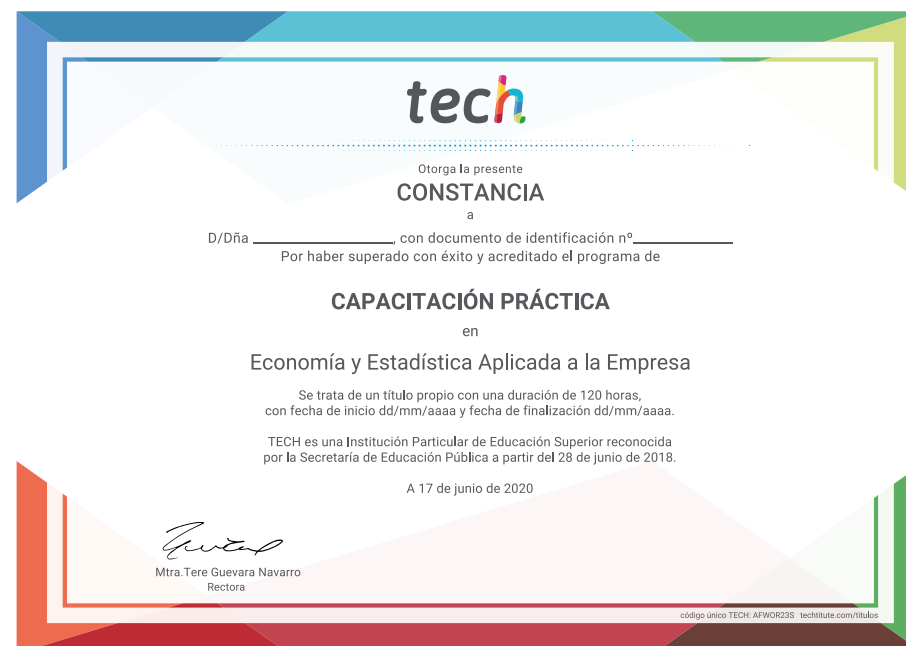 tech
Otorga la presente
CONSTANCIA
a
D/Dña ____________________, con documento de identificación nº______________
Por haber superado con éxito y acreditado el programa de
CAPACITACIÓN PRÁCTICA
en
Economía y Estadística Aplicada a la Empresa
Se trata de un título propio con una duración de 120 horas,
con fecha de inicio dd/mm/aaaa y fecha de finalización dd/mm/aaaa.
TECH es una Institución Particular de Educación Superior reconocida
por la Secretaría de Educación Pública a partir del 28 de junio de 2018.
A 17 de junio de 2020
Mtra.Tere Guevara Navarro
Rectora
código único TECH: AFWOR23S techtitute.com/titulos